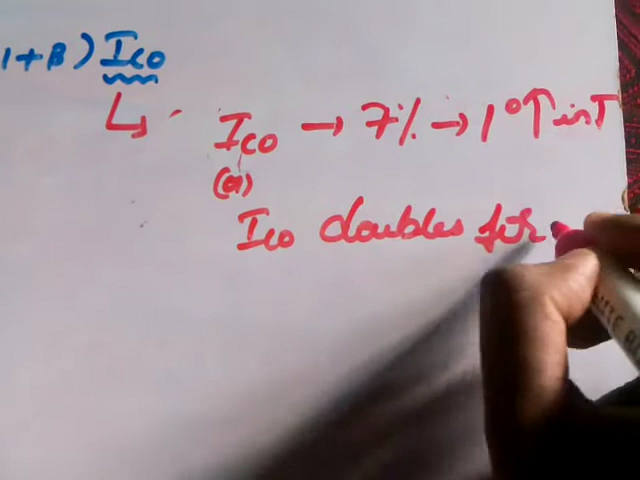 1+β) Ico
↳ Ico → 7% → 1°↑ in T
(or)
Ico doubles for